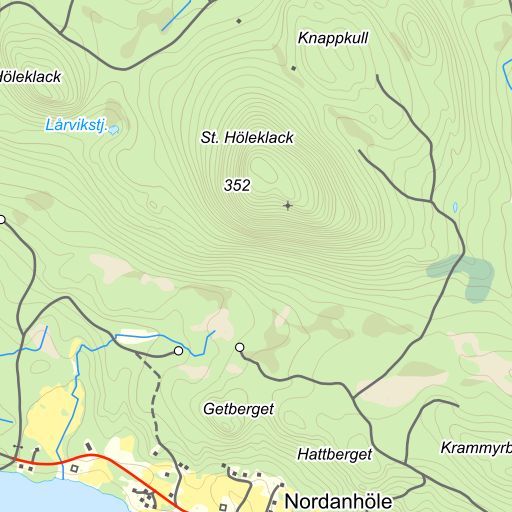 Knappkull
Höleklack
Lårvikstj.
St. Höleklack
352
Getberget
Hattberget
Krammyrb
Nordanhöle